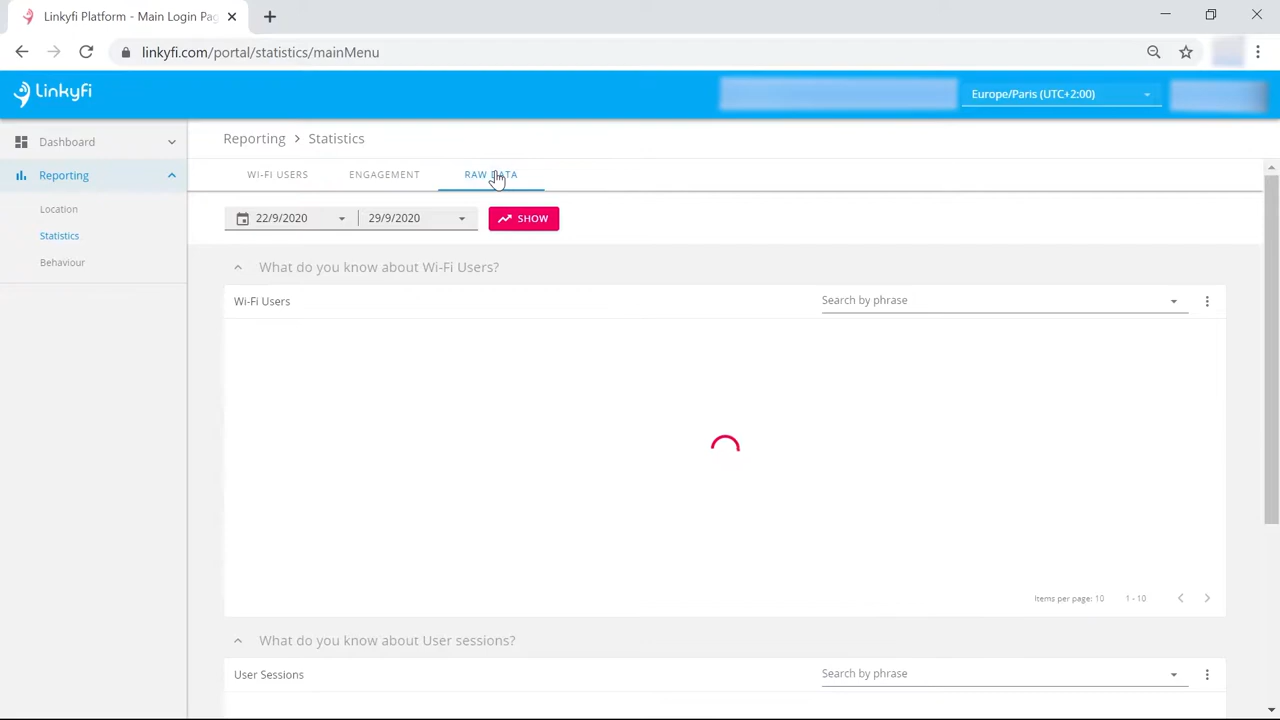 Linkyfi Platform - Main Login Pag
linkyfi.com/portal/statistics/mainMenu
Linkyfi
Europe/Paris (UTC+2:00)
Dashboard
Reporting
Location
Statistics
Behaviour
Reporting > Statistics
WI-FI USERS ENGAGEMENT RAW DATA
22/9/2020 29/9/2020 SHOW
What do you know about Wi-Fi Users?
Wi-Fi Users Search by phrase
Items per page: 10 1 - 10
What do you know about User sessions?
User Sessions Search by phrase